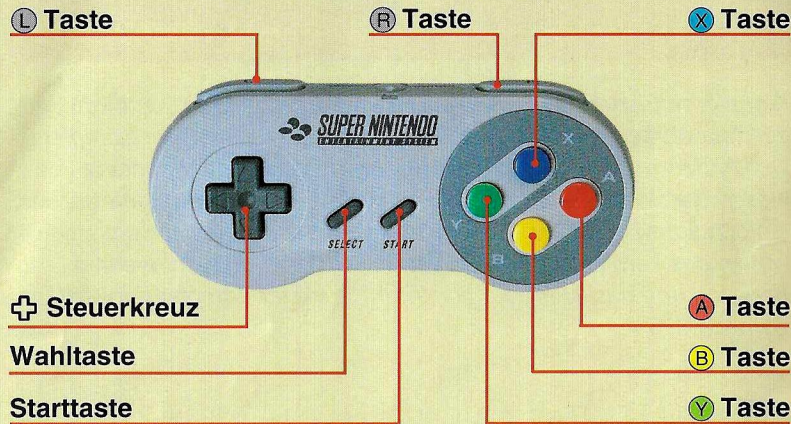 L Taste
R Taste
X Taste
SUPER NINTENDO
ENTERTAINMENT SYSTEM
X
A
Y
B
SELECT
START
Steuerkreuz
A Taste
Wahltaste
B Taste
Starttaste
Y Taste